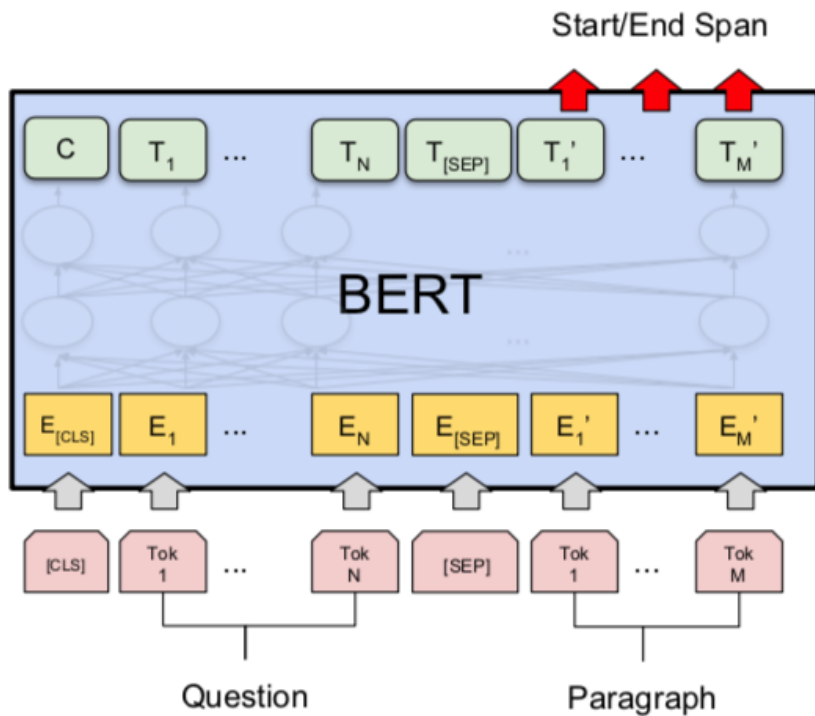 Start/End Span
C T1 ... TN T[SEP] T1' ... TM'
...
BERT
...
E[CLS] E1 ... EN E[SEP] E1' ... EM'
[CLS] Tok 1 ... Tok N [SEP] Tok 1 ... Tok M
Question Paragraph